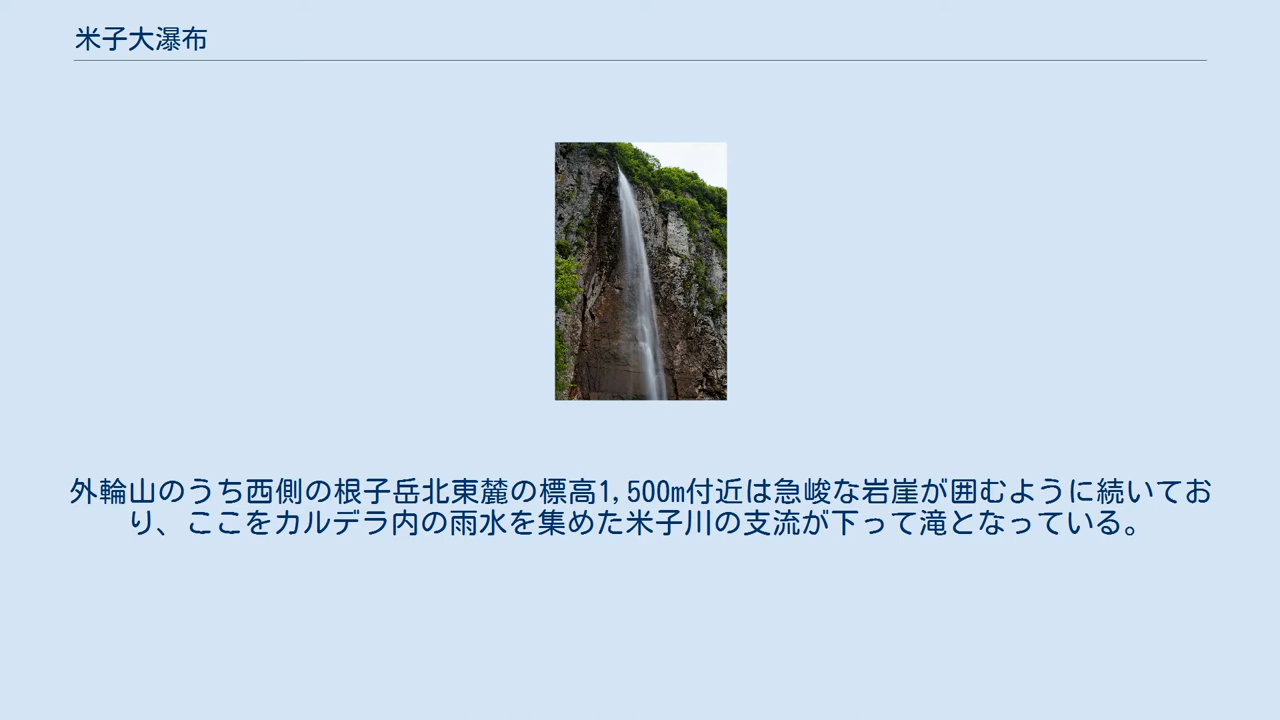 米子大瀑布
外輪山のうち西側の根子岳北東麓の標高1,500m付近は急峻な岩崖が囲むように続いてお
り、ここをカルデラ内の雨水を集めた米子川の支流が下って滝となっている。